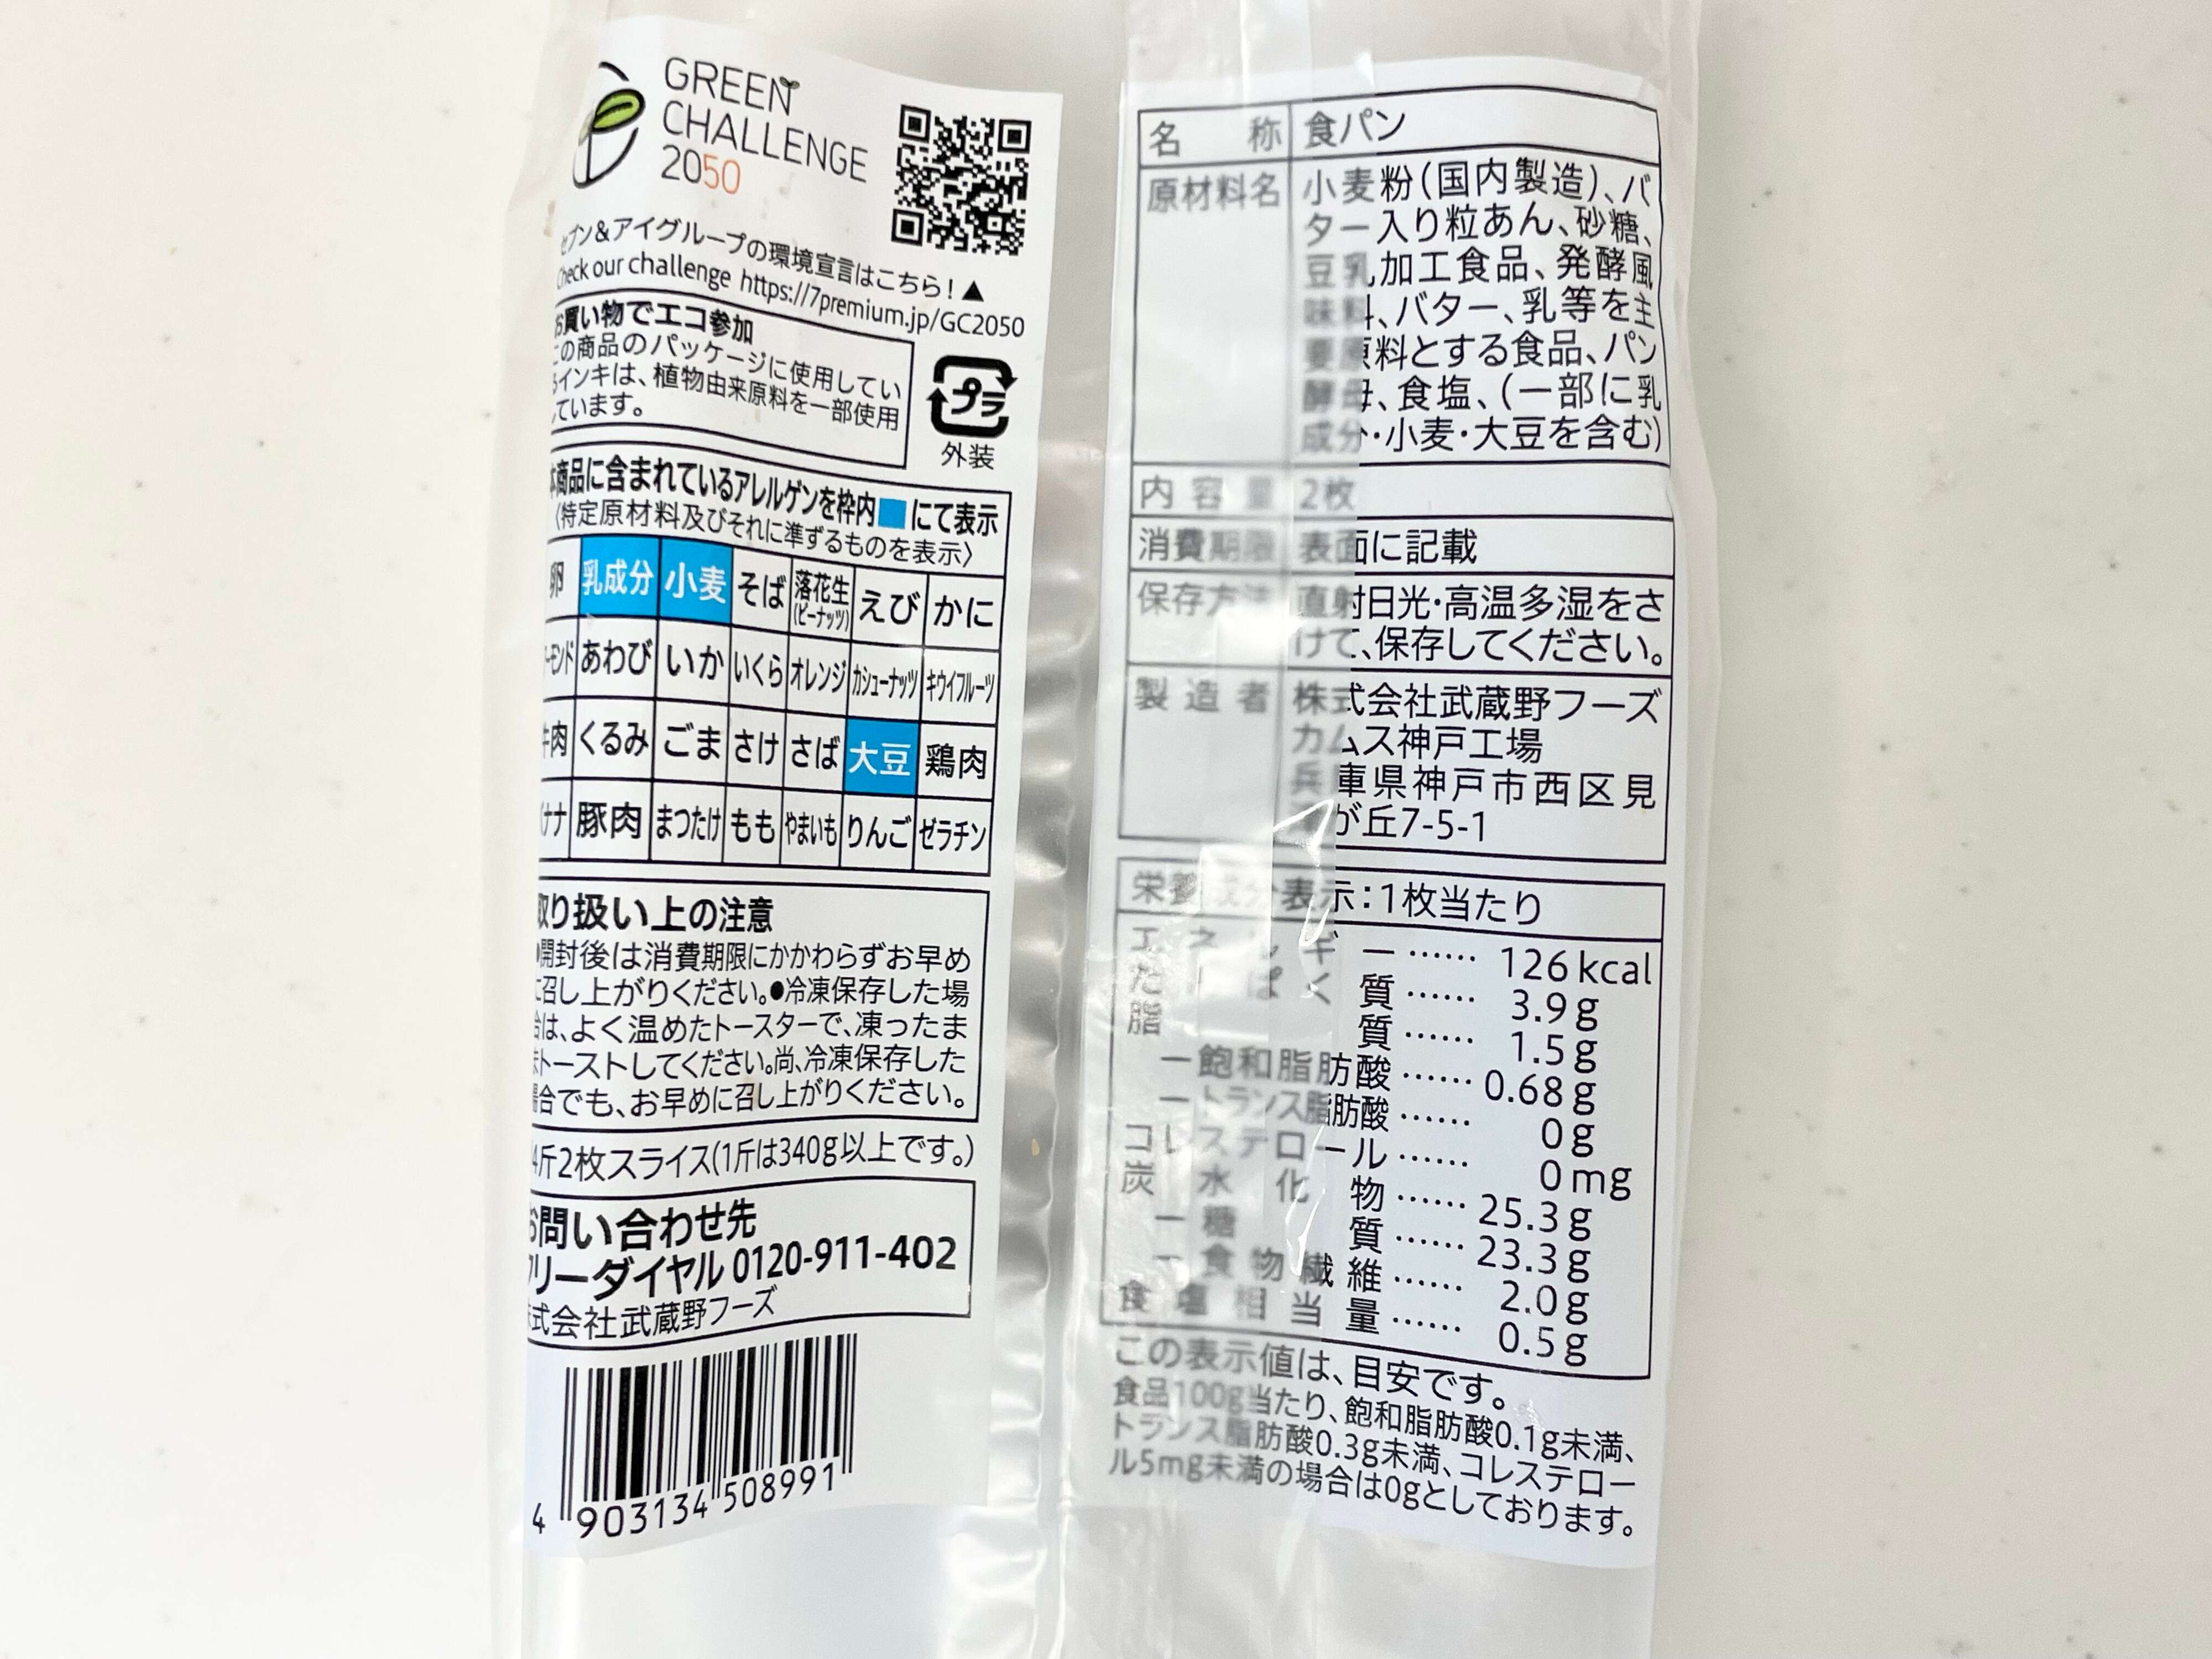 GREEN
CHALLENGE
2050
セブン&アイグループの環境宣言はこちら!▲
Check our challenge https://7premium.jp/GC2050
お買い物でエコ参加
この商品のパッケージに使用してい
るインキは、植物由来原料を一部使用
しています。
プラ
外装
本商品に含まれているアレルゲンを枠内■にて表示
〈特定原材料及びそれに準ずるものを表示〉
卵 乳成分 小麦 そば 落花生(ピーナッツ) えび かに
ーモンド あわび いか いくら オレンジ カシューナッツ キウイフルーツ
牛肉 くるみ ごま さけ さば 大豆 鶏肉
ナナ 豚肉 まつたけ もも やまいも りんご ゼラチン
取り扱い上の注意
●開封後は消費期限にかかわらずお早め
に召し上がりください。●冷凍保存した場
合は、よく温めたトースターで、凍ったま
まトーストしてください。尚、冷凍保存した
場合でも、お早めに召し上がりください。
4斤2枚スライス(1斤は340g以上です。)
お問い合わせ先
フリーダイヤル 0120-911-402
株式会社武蔵野フーズ
4 903134 508991
名称 食パン
原材料名 小麦粉(国内製造)、バ
ター入り粒あん、砂糖、
豆乳加工食品、発酵風
味料、バター、乳等を主
要原料とする食品、パン
酵母、食塩、(一部に乳
成分・小麦・大豆を含む)
内容量 2枚
消費期限 表面に記載
保存方法 直射日光・高温多湿をさ
けて、保存してください。
製造者 株式会社武蔵野フーズ
カムス神戸工場
兵庫県神戸市西区見
が丘7-5-1
栄養成分表示:1枚当たり
エネルギー…… 126kcal
たんぱく質…… 3.9g
脂質…… 1.5g
ー飽和脂肪酸…… 0.68g
ートランス脂肪酸…… 0g
コレステロール…… 0mg
炭水化物…… 25.3g
ー糖質…… 23.3g
ー食物繊維…… 2.0g
食塩相当量…… 0.5g
この表示値は、目安です。
食品100g当たり、飽和脂肪酸0.1g未満、
トランス脂肪酸0.3g未満、コレステロー
ル5mg未満の場合は0gとしております。